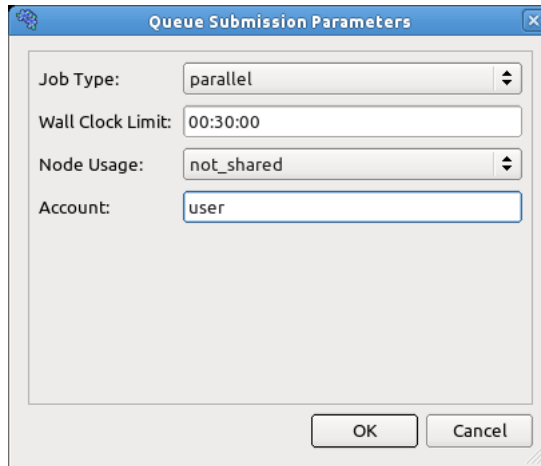 Queue Submission Parameters
Job Type: parallel
Wall Clock Limit: 00:30:00
Node Usage: not_shared
Account: user
OK Cancel